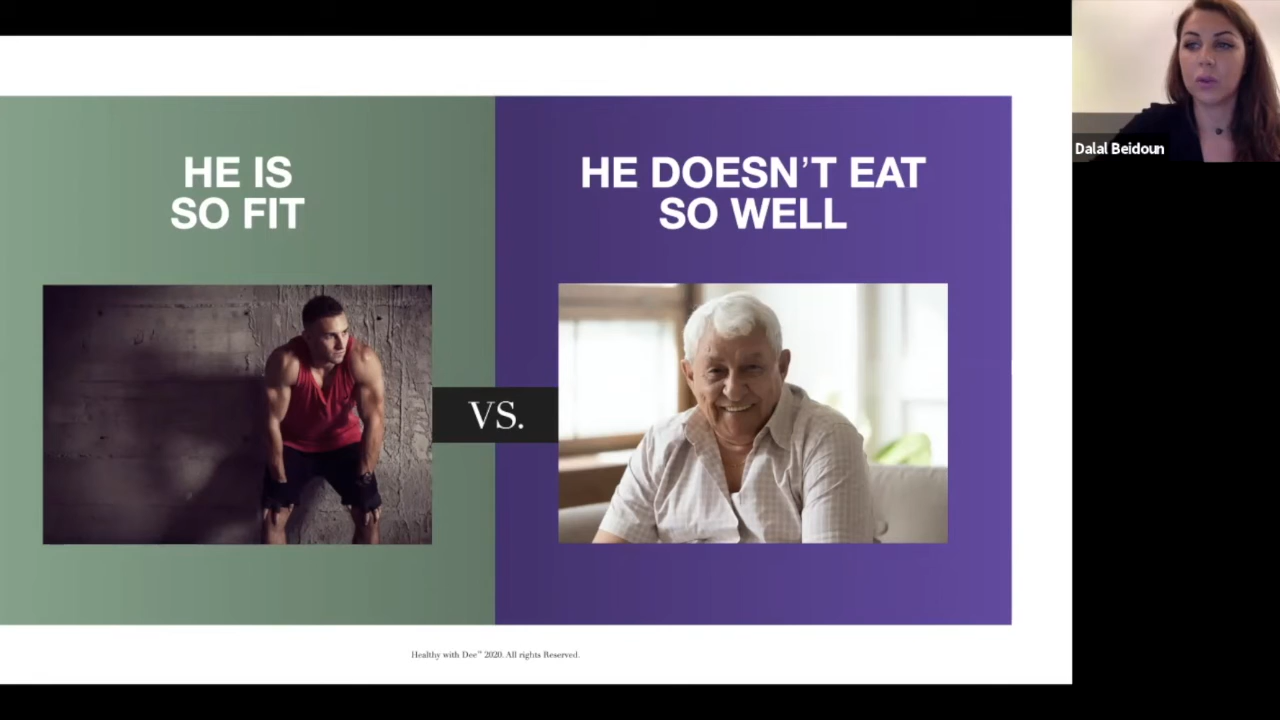 HE IS
SO FIT
HE DOESN’T EAT
SO WELL
VS.
Healthy with Dee™ 2020. All rights Reserved.
Dalal Beidoun